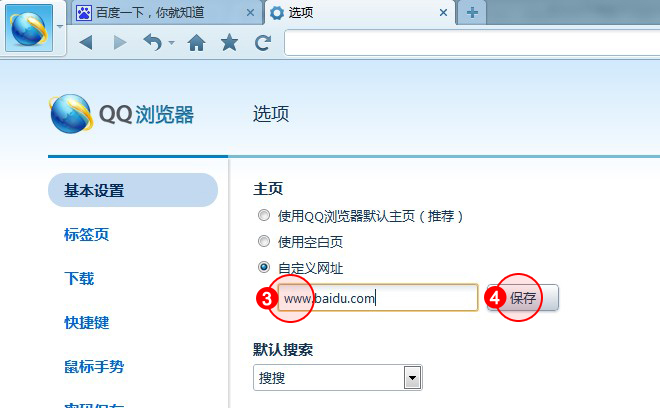 百度一下，你就知道
选项
QQ浏览器
选项
基本设置
标签页
下载
快捷键
鼠标手势
主页
使用QQ浏览器默认主页（推荐）
使用空白页
自定义网址
3 www.baidu.com
4 保存
默认搜索
搜搜